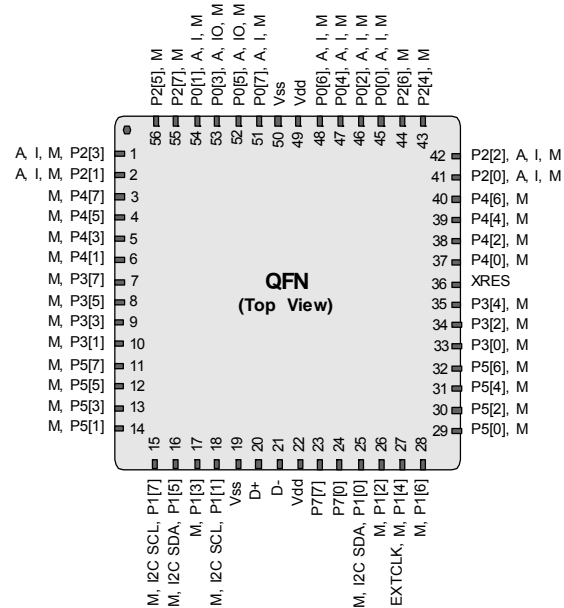 P2[5], M
P2[7], M
P0[1], A, I, M
P0[3], A, IO, M
P0[5], A, IO, M
P0[7], A, I, M
Vss
Vdd
P0[6], A, I, M
P0[4], A, I, M
P0[2], A, I, M
P0[0], A, I, M
P2[6], M
P2[4], M
56
55
54
53
52
51
50
49
48
47
46
45
44
43
A, I, M, P2[3] 1
A, I, M, P2[1] 2
M, P4[7] 3
M, P4[5] 4
M, P4[3] 5
M, P4[1] 6
M, P3[7] 7
M, P3[5] 8
M, P3[3] 9
M, P3[1] 10
M, P5[7] 11
M, P5[5] 12
M, P5[3] 13
M, P5[1] 14
QFN
(Top View)
42 P2[2], A, I, M
41 P2[0], A, I, M
40 P4[6], M
39 P4[4], M
38 P4[2], M
37 P4[0], M
36 XRES
35 P3[4], M
34 P3[2], M
33 P3[0], M
32 P5[6], M
31 P5[4], M
30 P5[2], M
29 P5[0], M
15
16
17
18
19
20
21
22
23
24
25
26
27
28
M, I2C SCL, P1[7]
M, I2C SDA, P1[5]
M, P1[3]
M, I2C SCL, P1[1]
Vss
D+
D-
Vdd
P7[7]
P7[0]
M, I2C SDA, P1[0]
M, P1[2]
EXTCLK, M, P1[4]
M, P1[6]